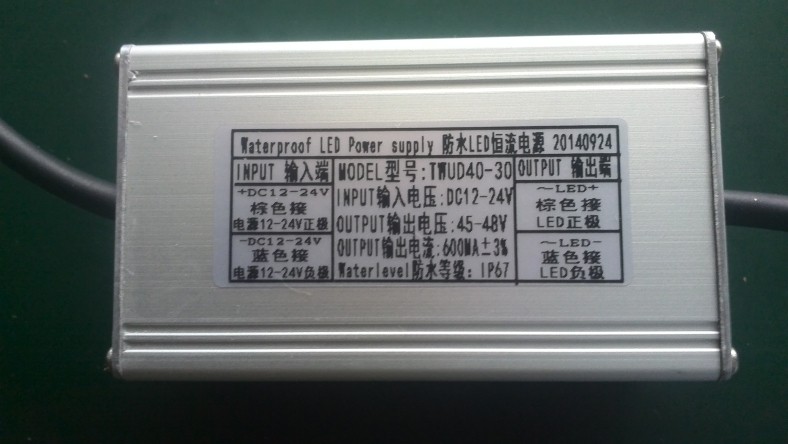 Waterproof LED Power supply 防水LED恒流电源 20140924
INPUT 输入端
+DC12-24V
棕色接
电源12-24V正极
-DC12-24V
蓝色接
电源12-24V负极
MODEL型号:TWUD40-30
INPUT输入电压:DC12-24V
OUTPUT输出电压:45-48V
OUTPUT输出电流:600MA±3%
Waterlevel防水等级: IP67
OUTPUT 输出端
~LED+
棕色接
LED正极
~LED-
蓝色接
LED负极